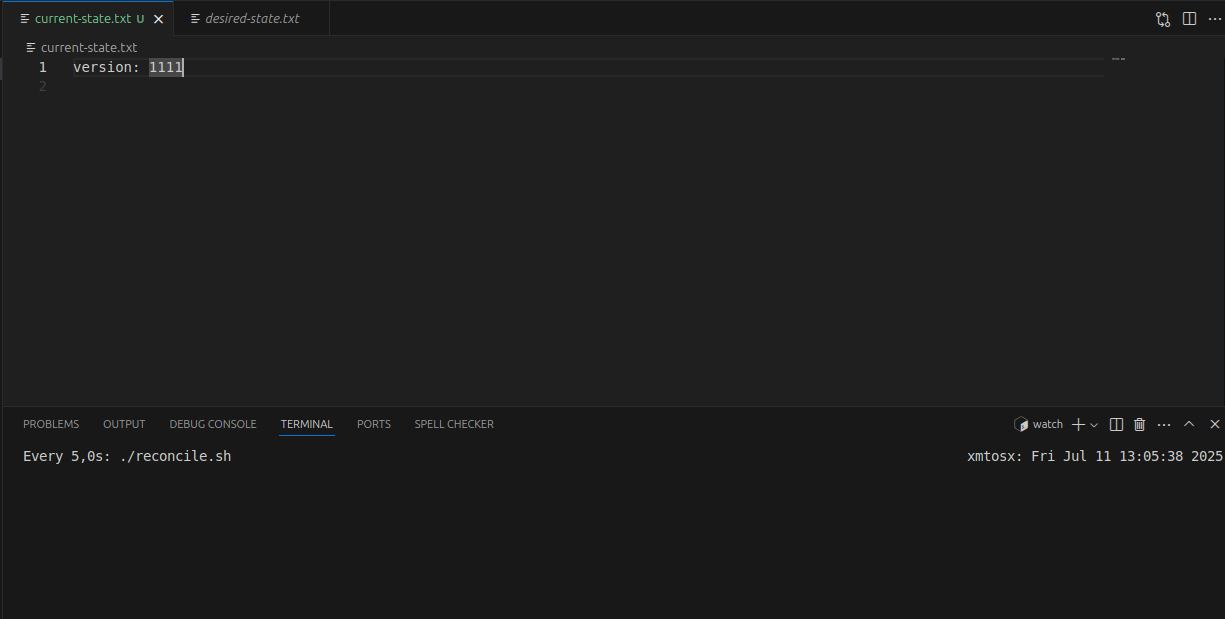 current-state.txt U
desired-state.txt
current-state.txt
1 version: 1111
2
PROBLEMS OUTPUT DEBUG CONSOLE TERMINAL PORTS SPELL CHECKER watch
Every 5,0s: ./reconcile.sh xmtosx: Fri Jul 11 13:05:38 2025